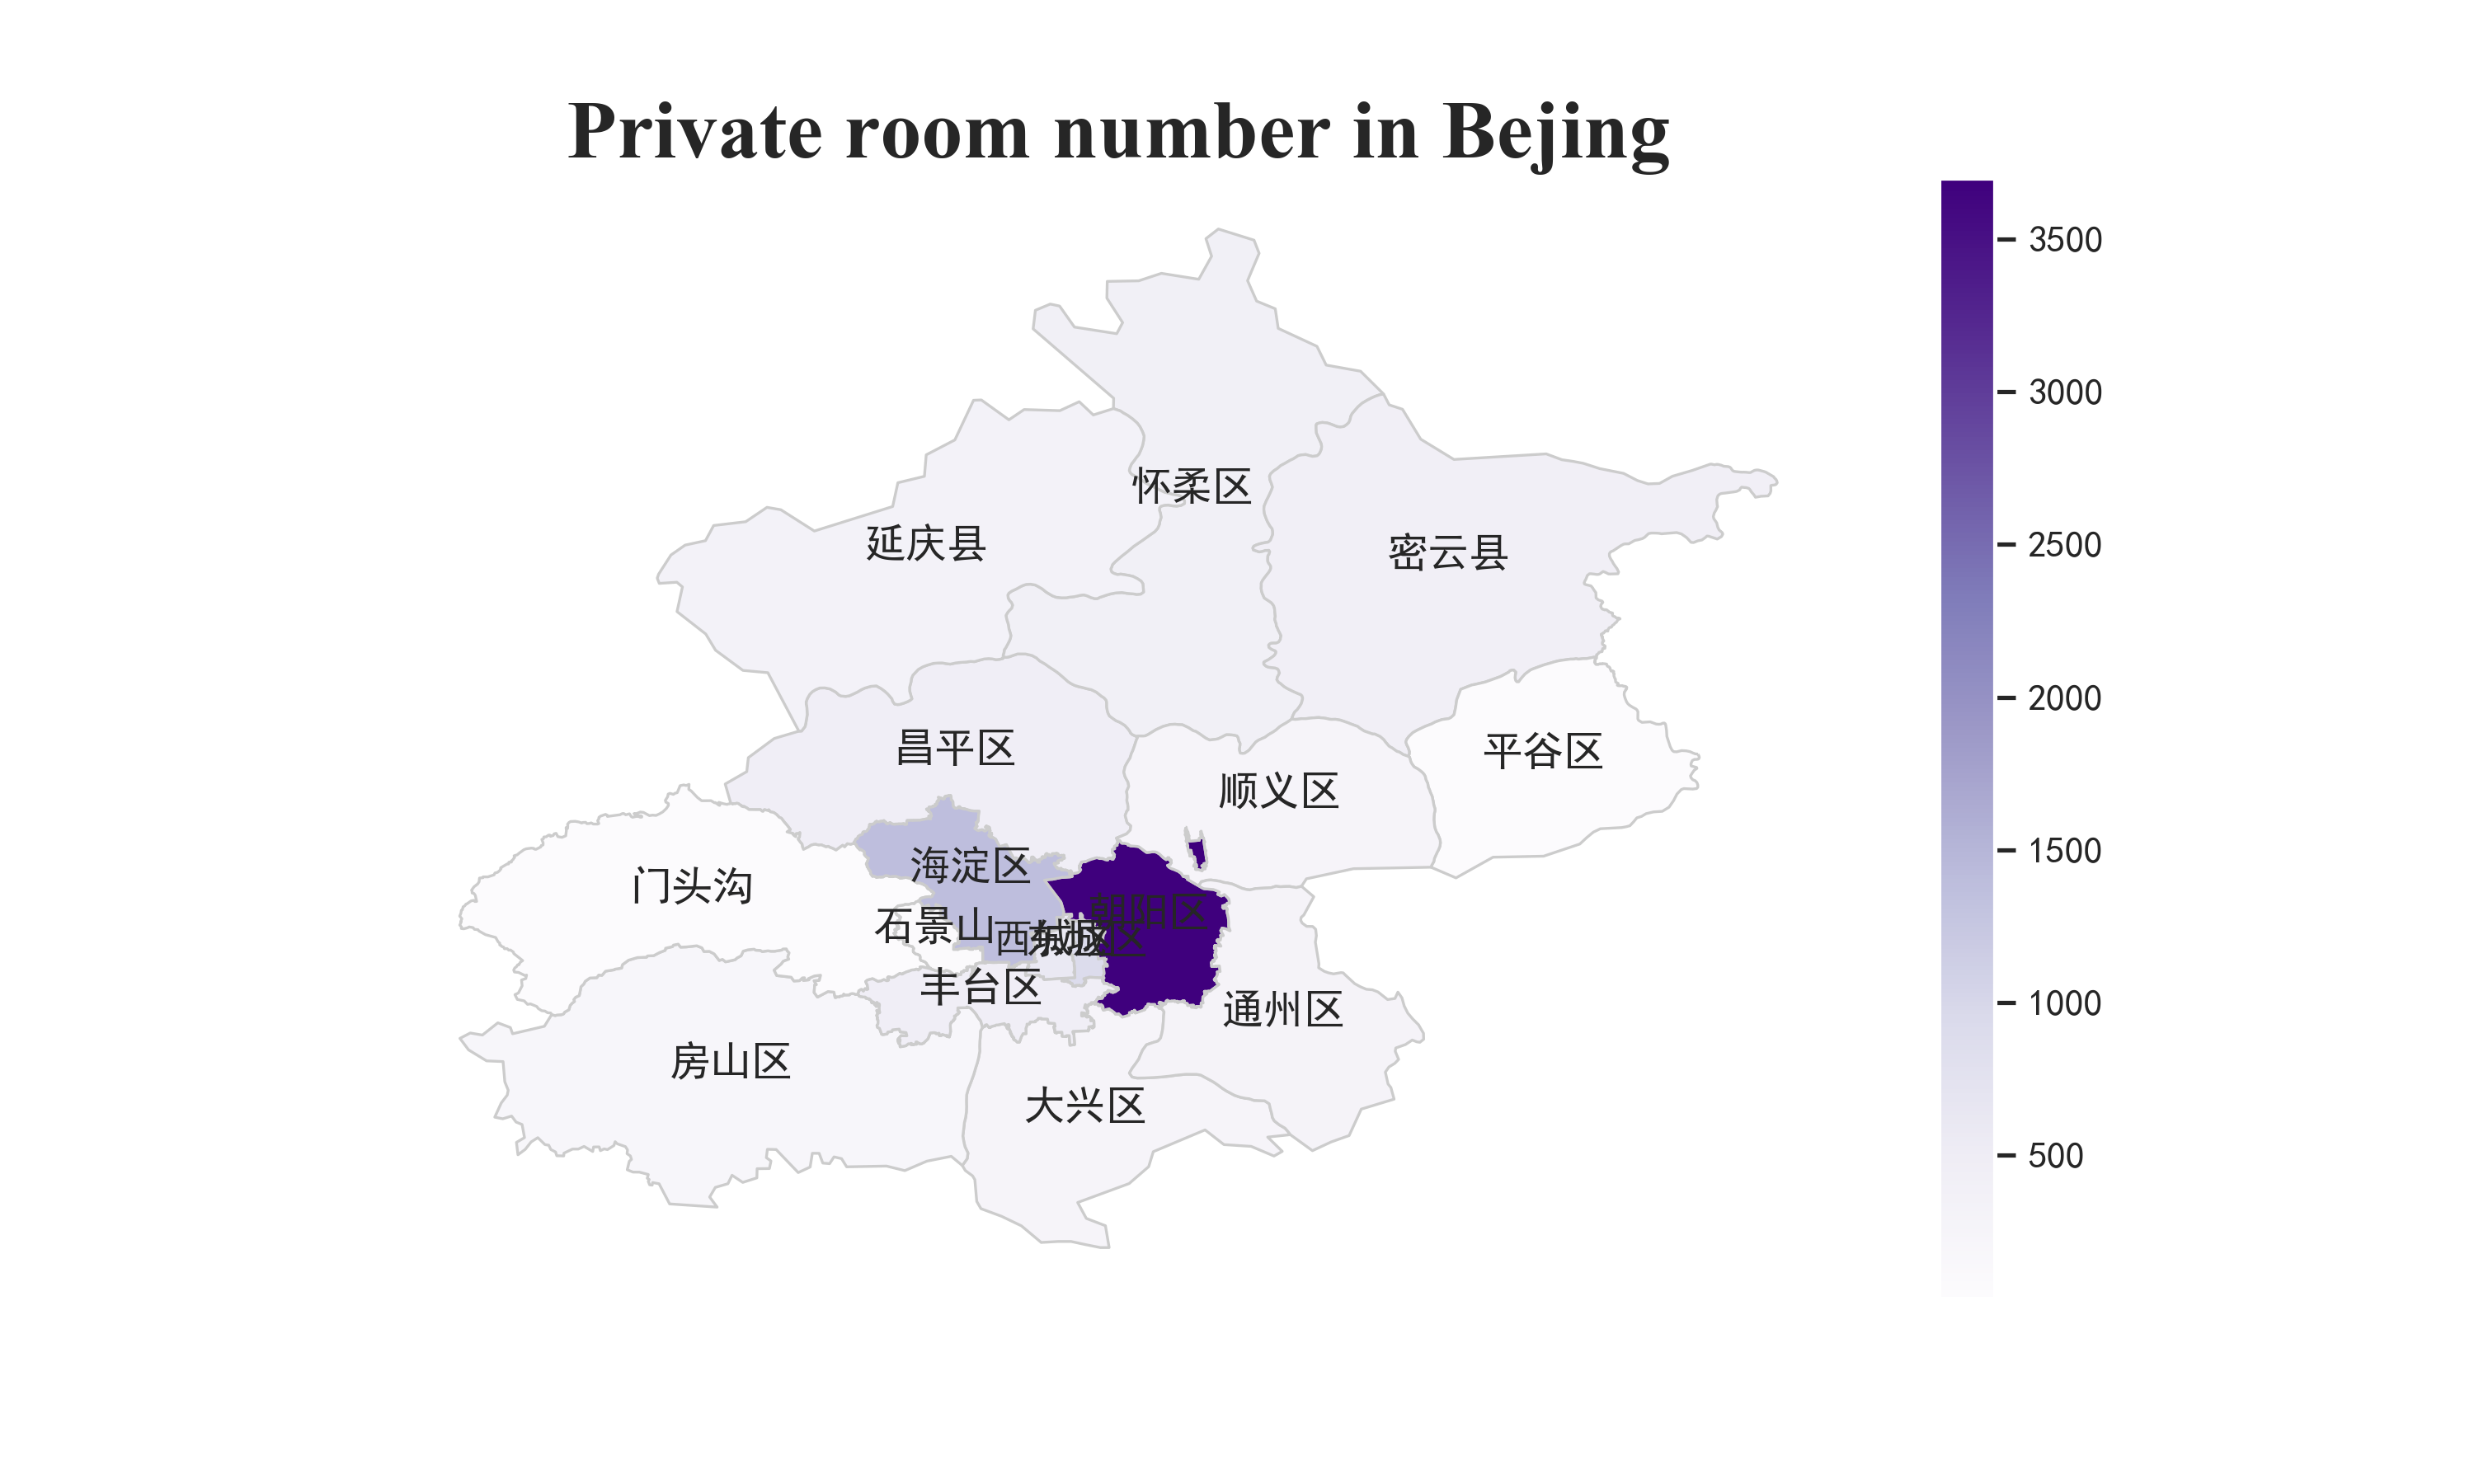 Private room number in Bejing
3500
3000
怀柔区
延庆县
密云县
2500
2000
昌平区
平谷区
顺义区
1500
海淀区
门头沟
朝阳区
石景山
西城区
东城区
丰台区
1000
通州区
房山区
大兴区
500